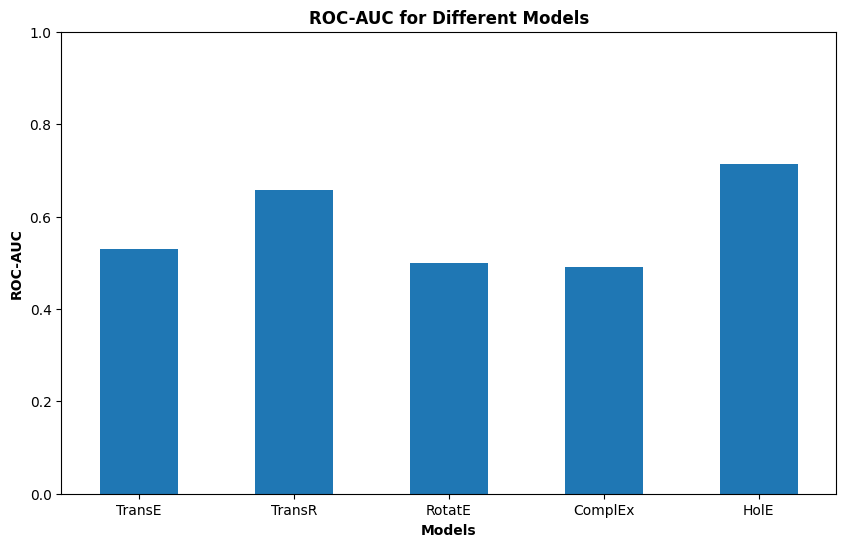 ROC-AUC for Different Models
1.0
0.8
0.6
0.4
0.2
0.0
ROC-AUC
TransE TransR RotatE ComplEx HolE
Models